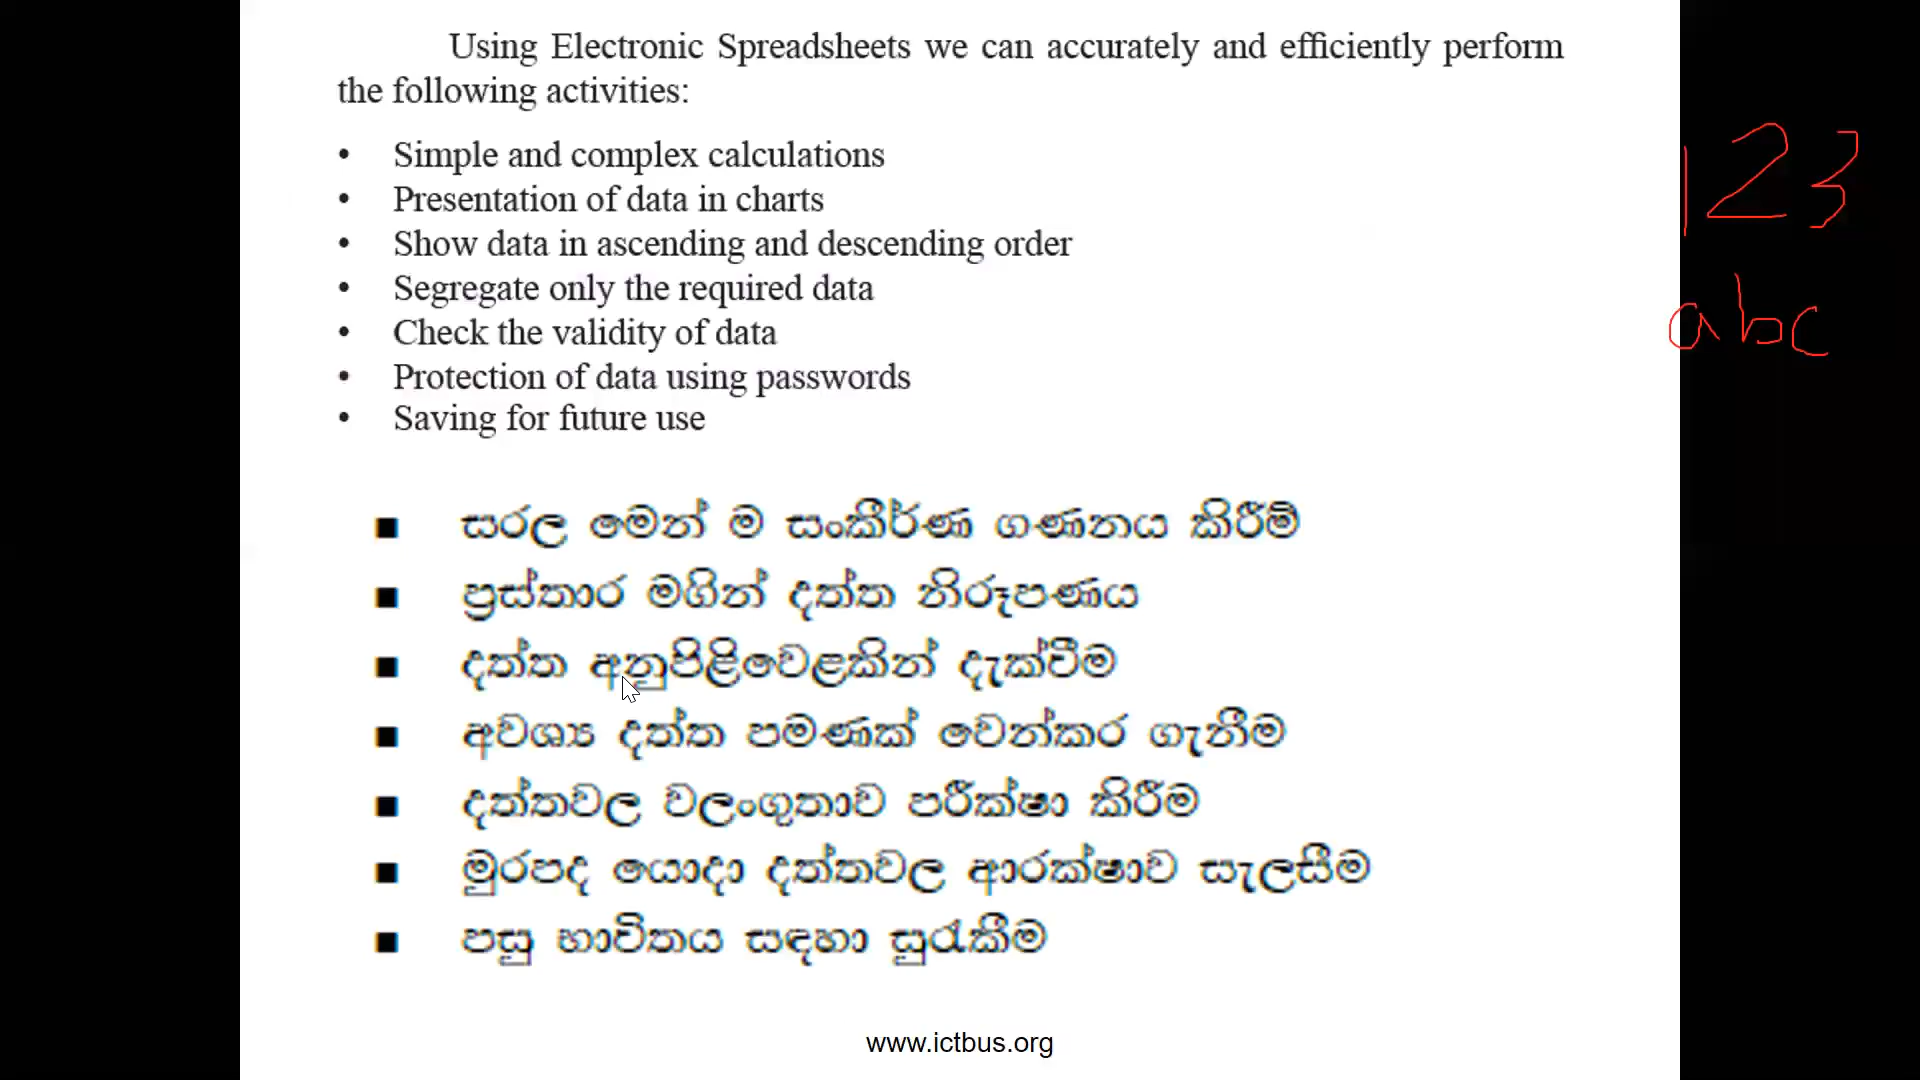 Using Electronic Spreadsheets we can accurately and efficiently perform
the following activities:
• Simple and complex calculations
• Presentation of data in charts
• Show data in ascending and descending order
• Segregate only the required data
• Check the validity of data
• Protection of data using passwords
• Saving for future use
■ සරල මෙන් ම සංකීර්ණ ගණනය කිරීම්
■ ප්‍රස්තාර මගින් දත්ත නිරූපණය
■ දත්ත අනුපිළිවෙළකින් දැක්වීම
■ අවශ්‍ය දත්ත පමණක් වෙන්කර ගැනීම
■ දත්තවල වලංගුතාව පරීක්ෂා කිරීම
■ මුරපද යොදා දත්තවල ආරක්ෂාව සැලසීම
■ පසු භාවිතය සඳහා සුරැකීම
www.ictbus.org
123
abc